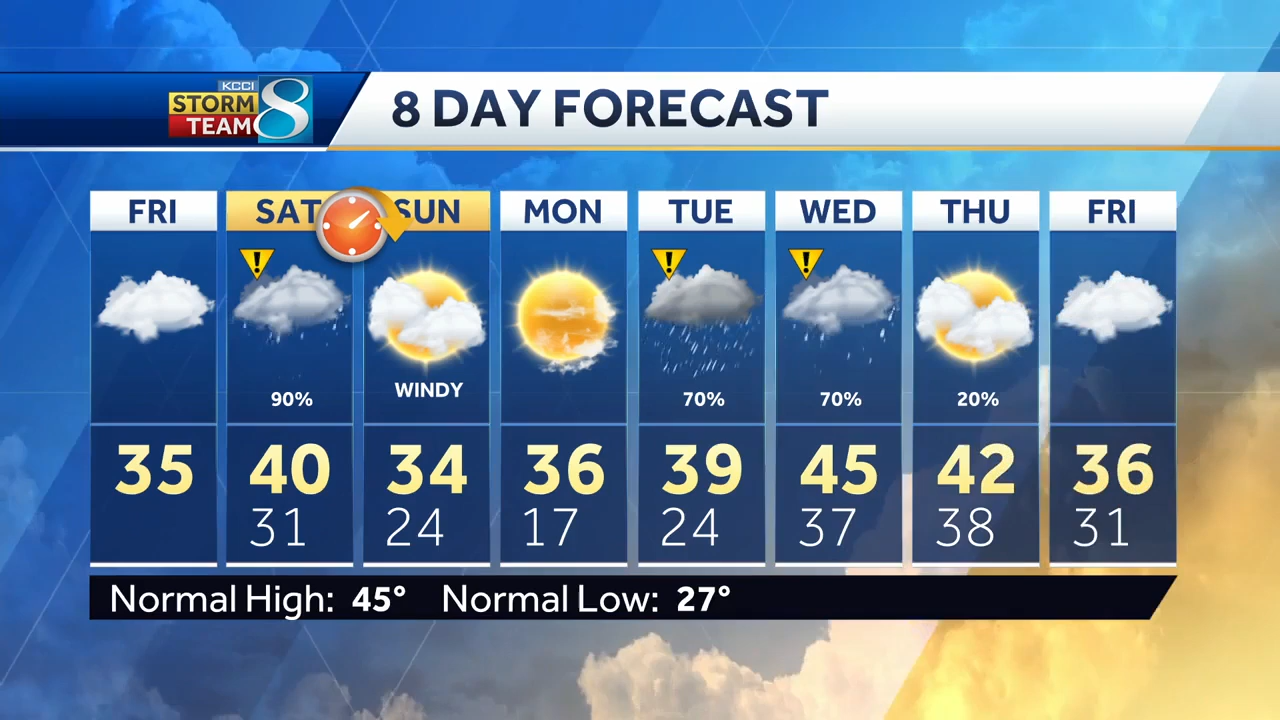 KCCI
STORM
TEAM
8
8 DAY FORECAST
FRI SAT SUN MON TUE WED THU FRI
! ! !
90% WINDY 70% 70% 20%
35 40 34 36 39 45 42 36
31 24 17 24 37 38 31
Normal High: 45° Normal Low: 27°